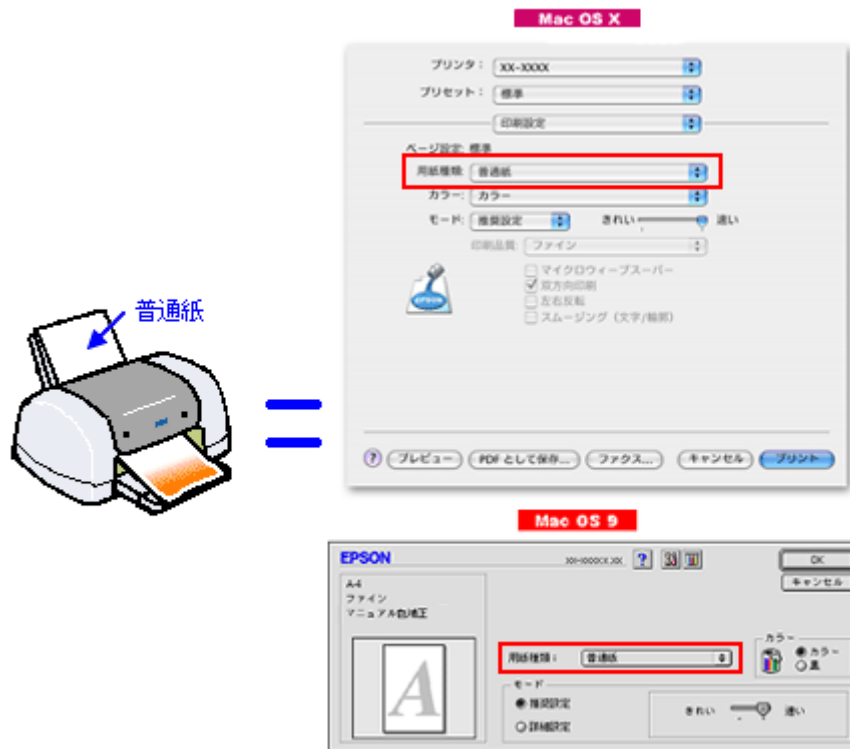 Mac OS X
プリンタ： XX-XXXX
プリセット： 標準
印刷設定
ページ設定: 標準
用紙種類: 普通紙
カラー: カラー
モード: 推奨設定 きれい 速い
印刷品質: ファイン
マイクロウィーブスーパー
双方向印刷
左右反転
スムージング（文字/輪郭）
EPSON
普通紙
? プレビュー PDF として保存... ファクス... キャンセル プリント
Mac OS 9
EPSON
? OK
A4 キャンセル
ファイン
マニュアル色補正
A
用紙種類： 普通紙
カラー
カラー
黒
モード
推奨設定
詳細設定
きれい 速い